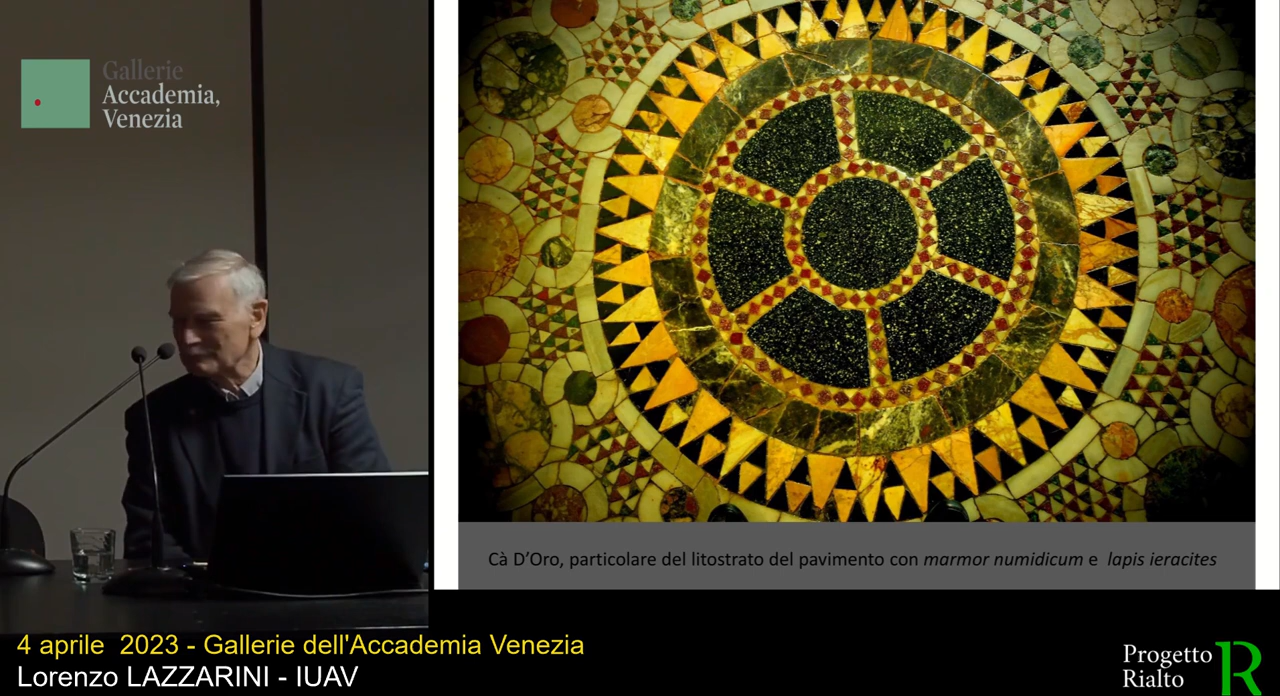 Gallerie
Accademia,
Venezia
Cà D’Oro, particolare del litostrato del pavimento con marmor numidicum e lapis ieracites
4 aprile 2023 - Gallerie dell'Accademia Venezia
Lorenzo LAZZARINI - IUAV
Progetto
Rialto
R